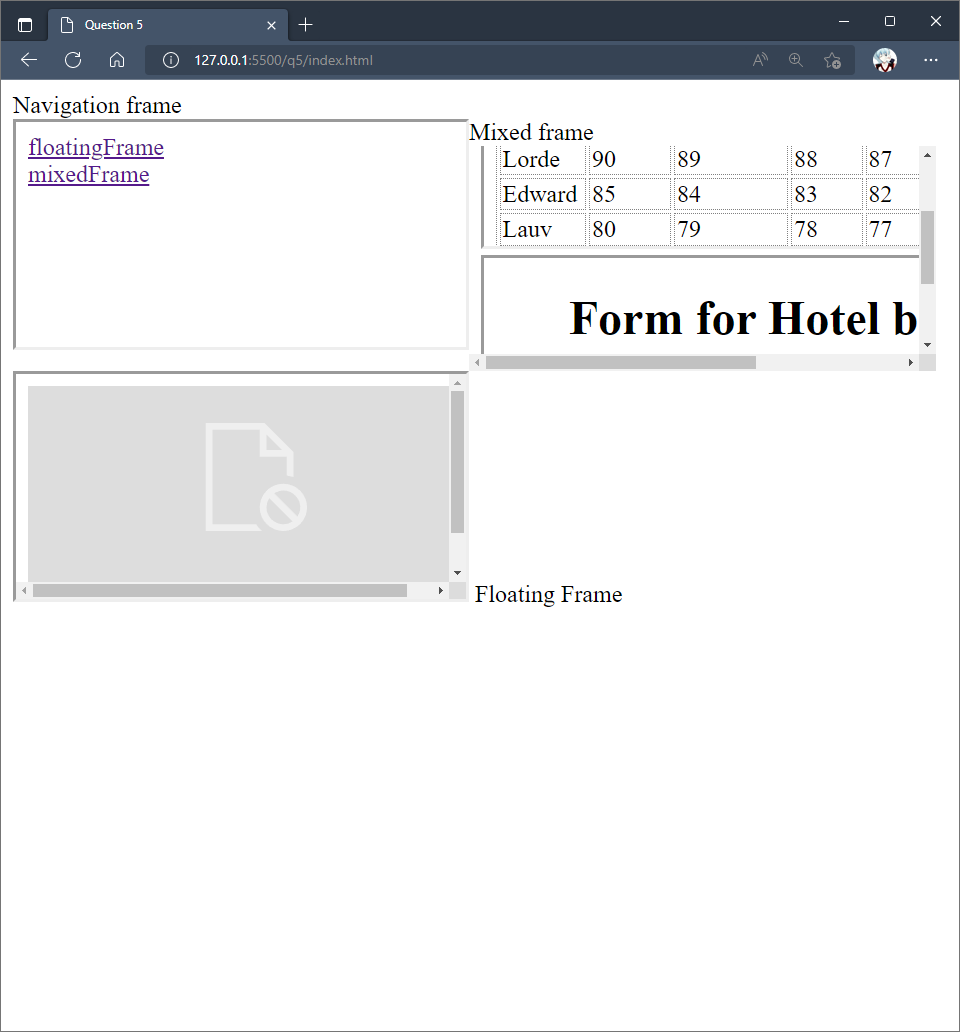 Question 5
127.0.0.1:5500/q5/index.html
Navigation frame
floatingFrame
mixedFrame
Mixed frame
Lorde 90 89 88 87
Edward 85 84 83 82
Lauv 80 79 78 77
Form for Hotel b
Floating Frame